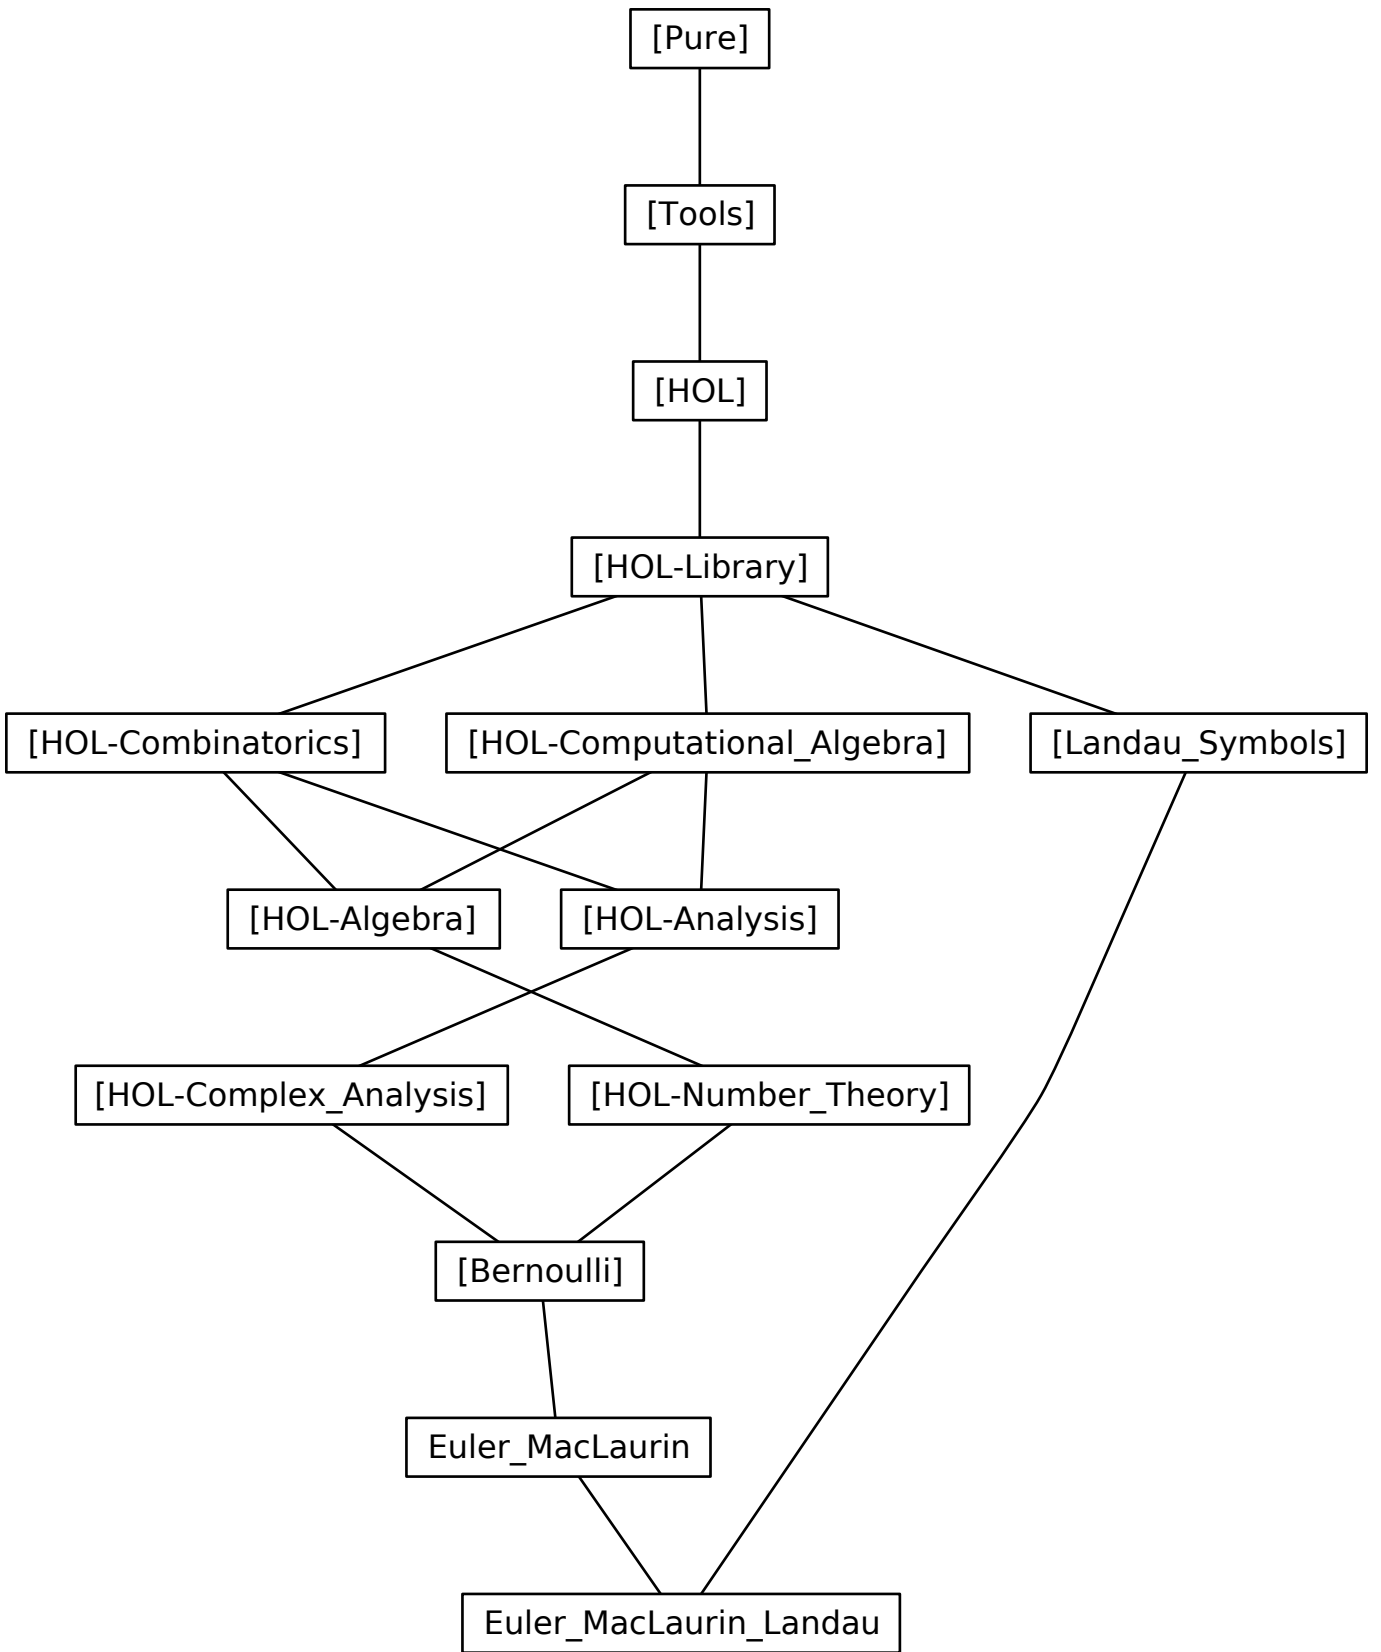 [Pure]
[Tools]
[HOL]
[HOL-Library]
[HOL-Combinatorics]
[HOL-Computational_Algebra]
[Landau_Symbols]
[HOL-Algebra]
[HOL-Analysis]
[HOL-Complex_Analysis]
[HOL-Number_Theory]
[Bernoulli]
Euler_MacLaurin
Euler_MacLaurin_Landau